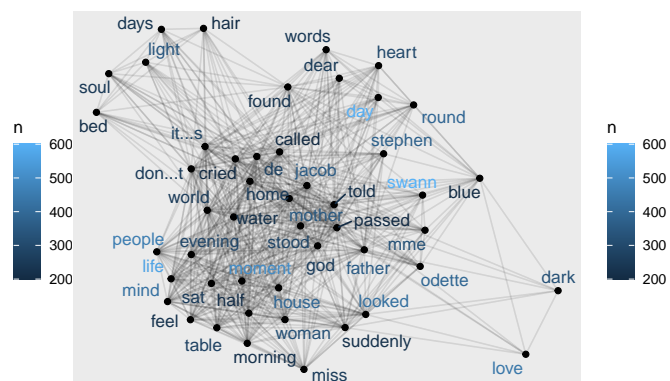 days hair
light words
heart
dear
soul
found day
round
bed
n n
it...s called stephen
600 600
don...t cried de jacob swann blue
home told
500 500
world water mother passed
400 400
people evening stood mme
life moment god father
300 300
mind sat half house looked odette dark
200 200
feel woman suddenly
table
morning love
miss